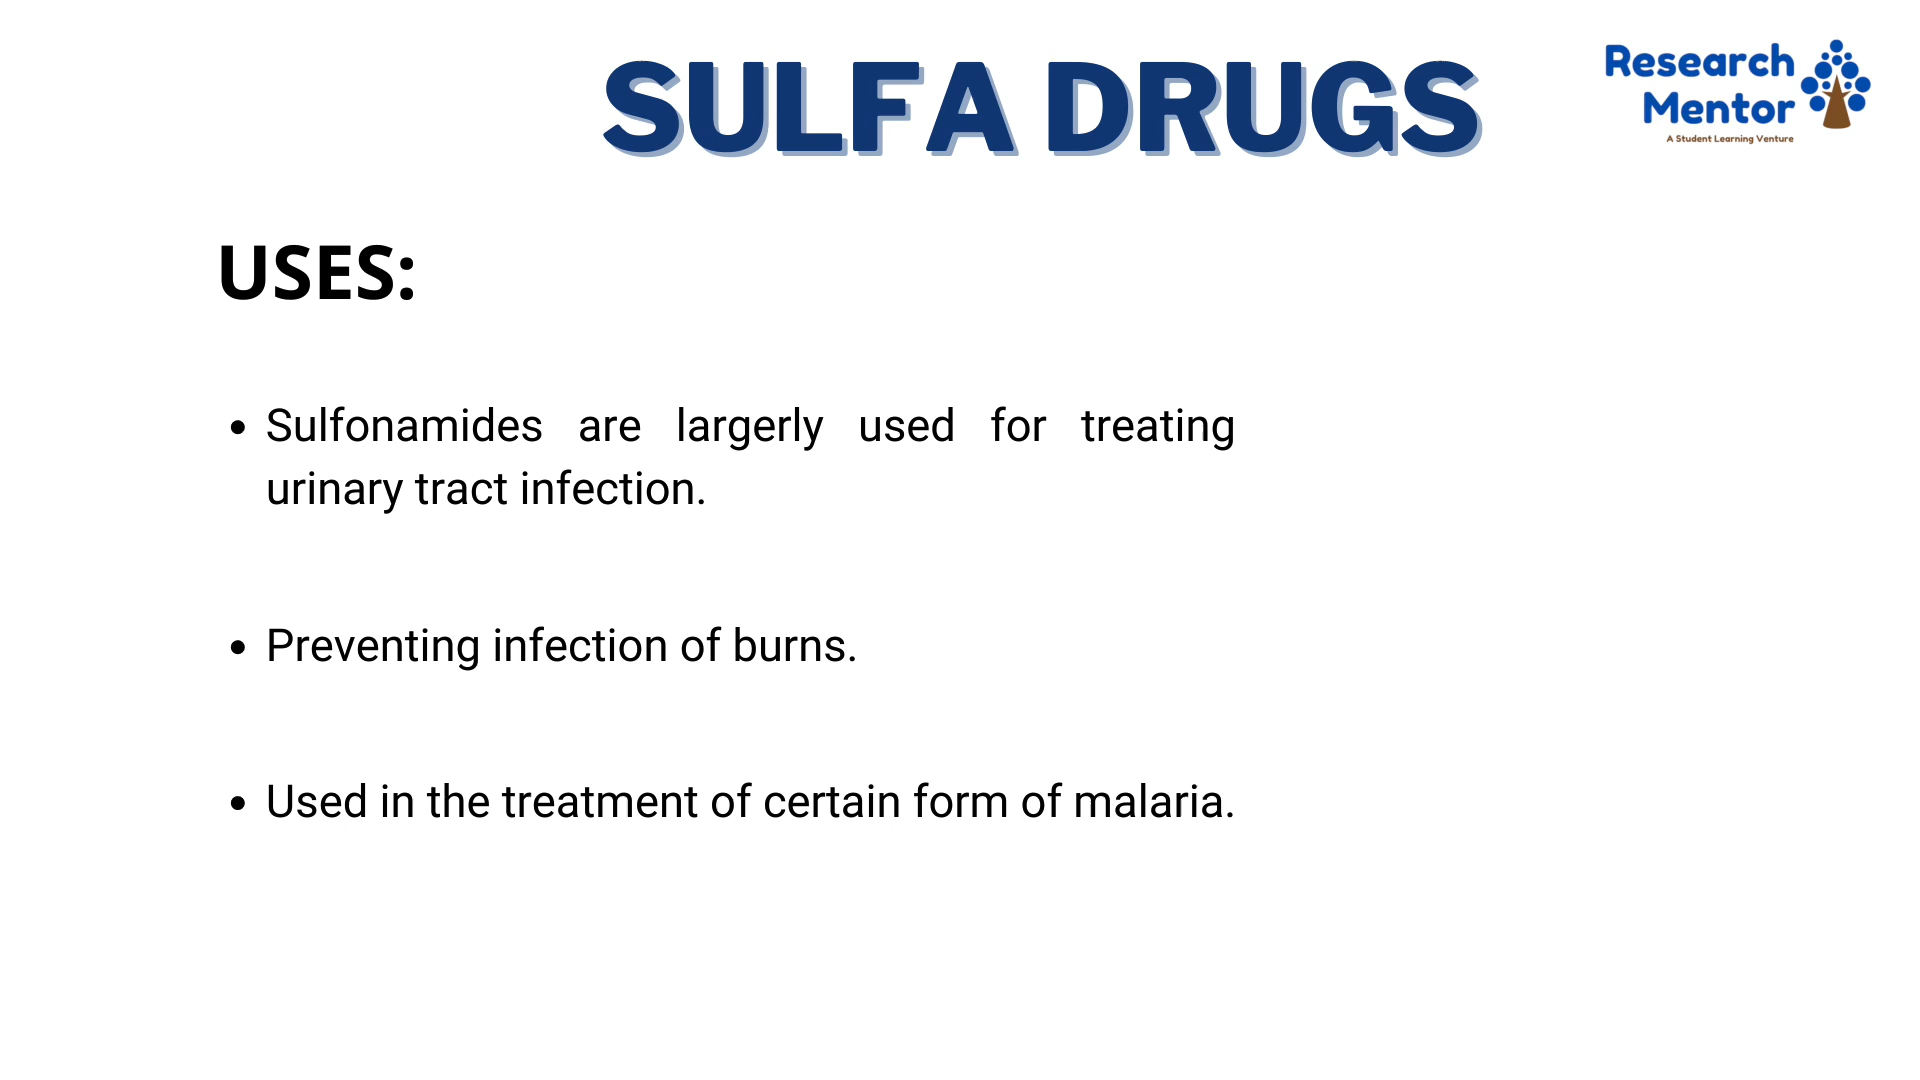 SULFA DRUGS
Research
Mentor
A Student Learning Venture
USES:
• Sulfonamides are largerly used for treating
urinary tract infection.
• Preventing infection of burns.
• Used in the treatment of certain form of malaria.